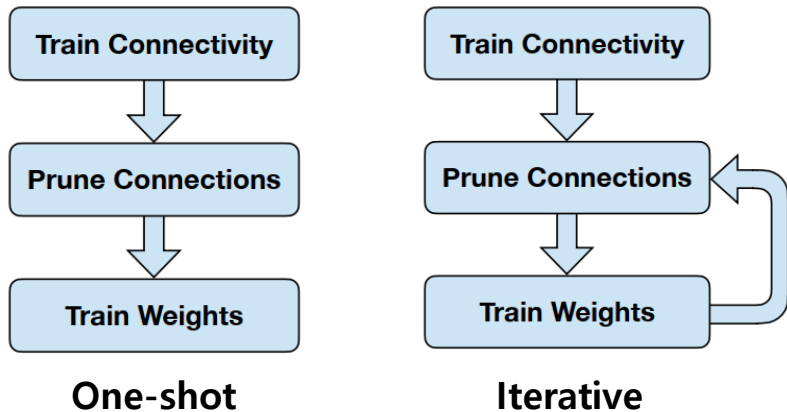 Train Connectivity
Prune Connections
Train Weights
One-shot
Train Connectivity
Prune Connections
Train Weights
Iterative